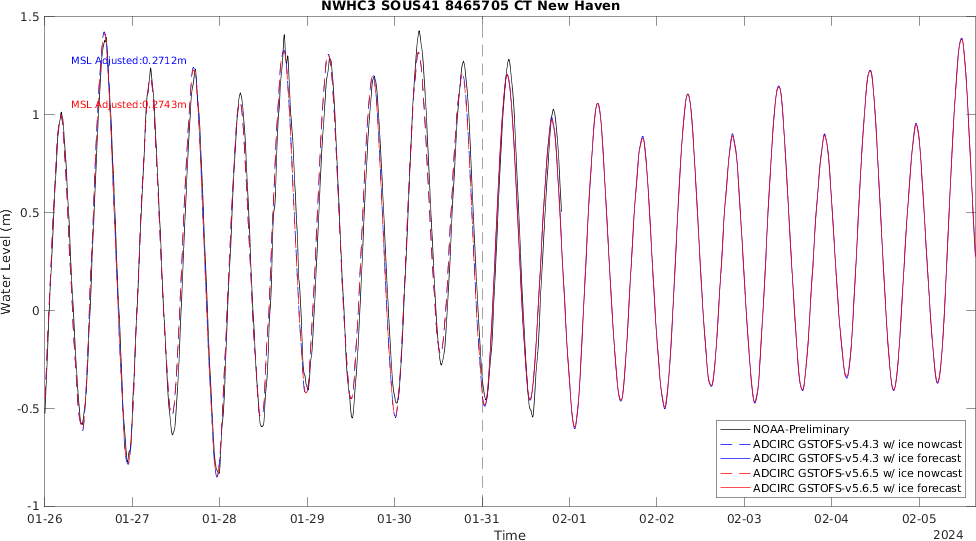 NWHC3 SOUS41 8465705 CT New Haven
1.5
1
0.5
0
-0.5
-1
Water Level (m)
MSL Adjusted:0.2712m
MSL Adjusted:0.2743m
NOAA-Preliminary
ADCIRC GSTOFS-v5.4.3 w/ ice nowcast
ADCIRC GSTOFS-v5.4.3 w/ ice forecast
ADCIRC GSTOFS-v5.6.5 w/ ice nowcast
ADCIRC GSTOFS-v5.6.5 w/ ice forecast
01-26 01-27 01-28 01-29 01-30 01-31 02-01 02-02 02-03 02-04 02-05
Time
2024